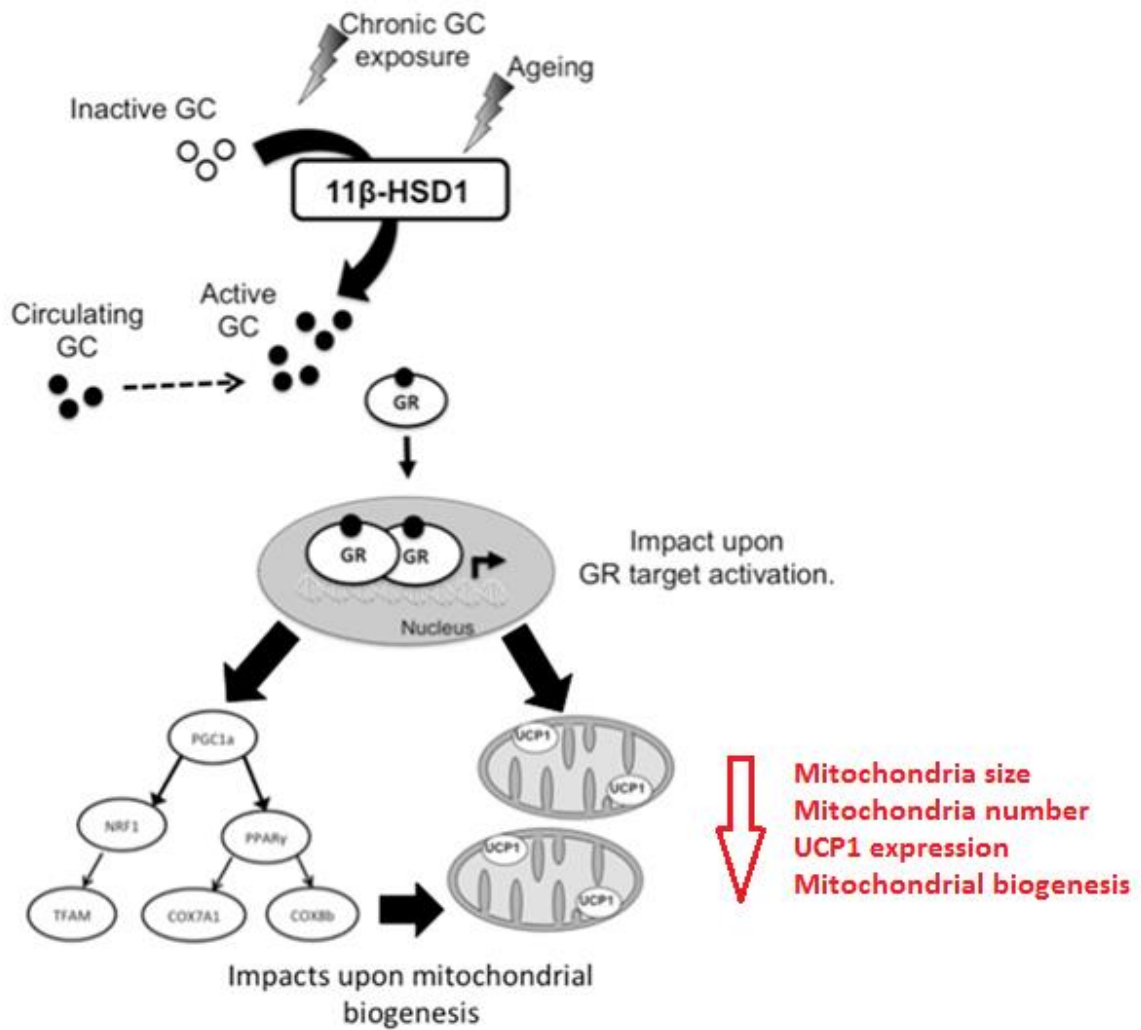 Chronic GC
exposure
Ageing
Inactive GC
11β-HSD1
Active
GC
Circulating
GC
GR
GR
GR
Impact upon
GR target activation.
Nucleus
PGC1a
NRF1
PPARγ
TFAM
COX7A1
COX8b
UCP1
UCP1
UCP1
UCP1
Mitochondria size
Mitochondria number
UCP1 expression
Mitochondrial biogenesis
Impacts upon mitochondrial
biogenesis